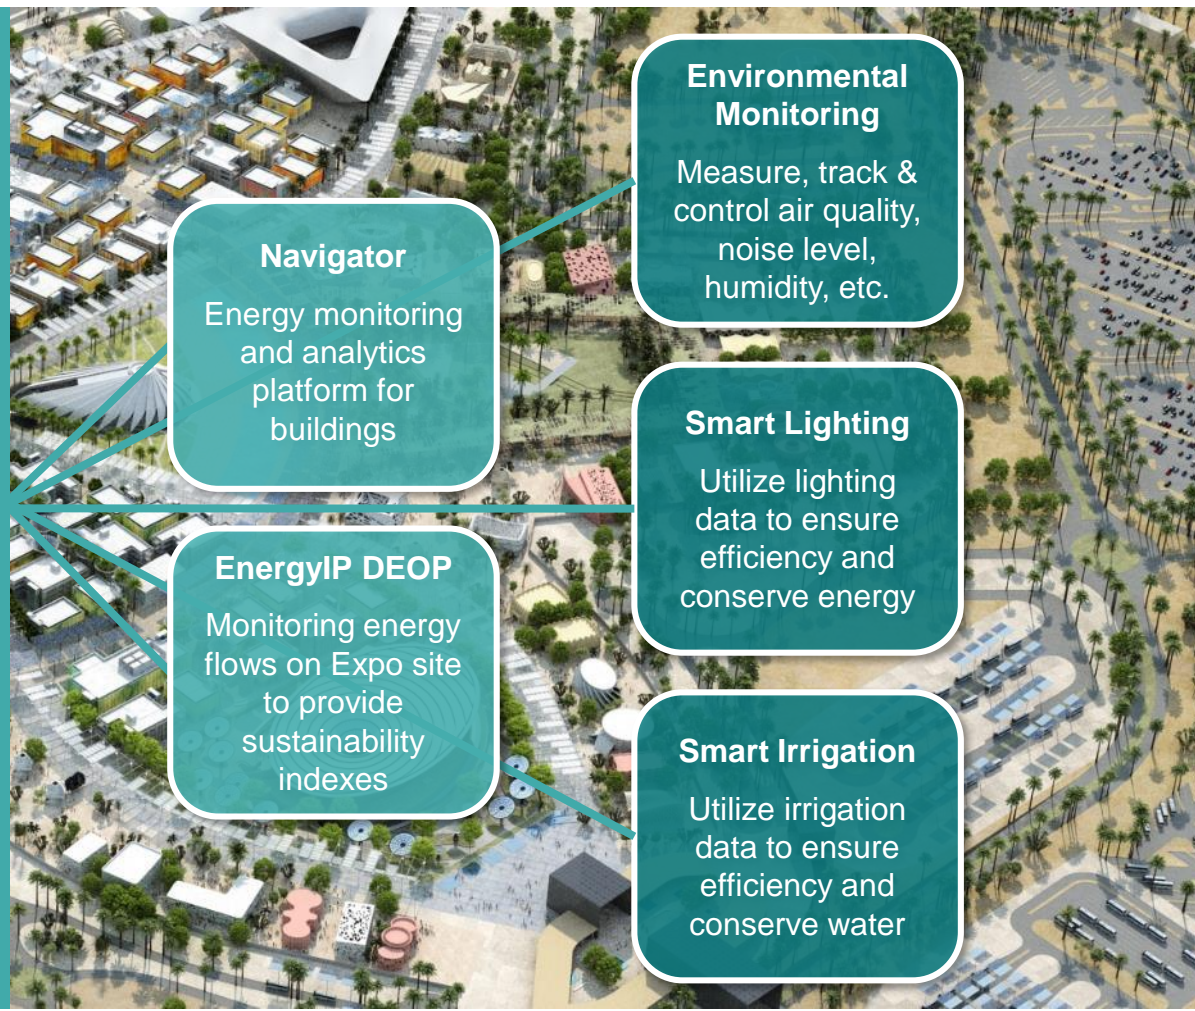 Navigator
Energy monitoring
and analytics
platform for
buildings
EnergyIP DEOP
Monitoring energy
flows on Expo site
to provide
sustainability
indexes
Environmental
Monitoring
Measure, track &
control air quality,
noise level,
humidity, etc.
Smart Lighting
Utilize lighting
data to ensure
efficiency and
conserve energy
Smart Irrigation
Utilize irrigation
data to ensure
efficiency and
conserve water